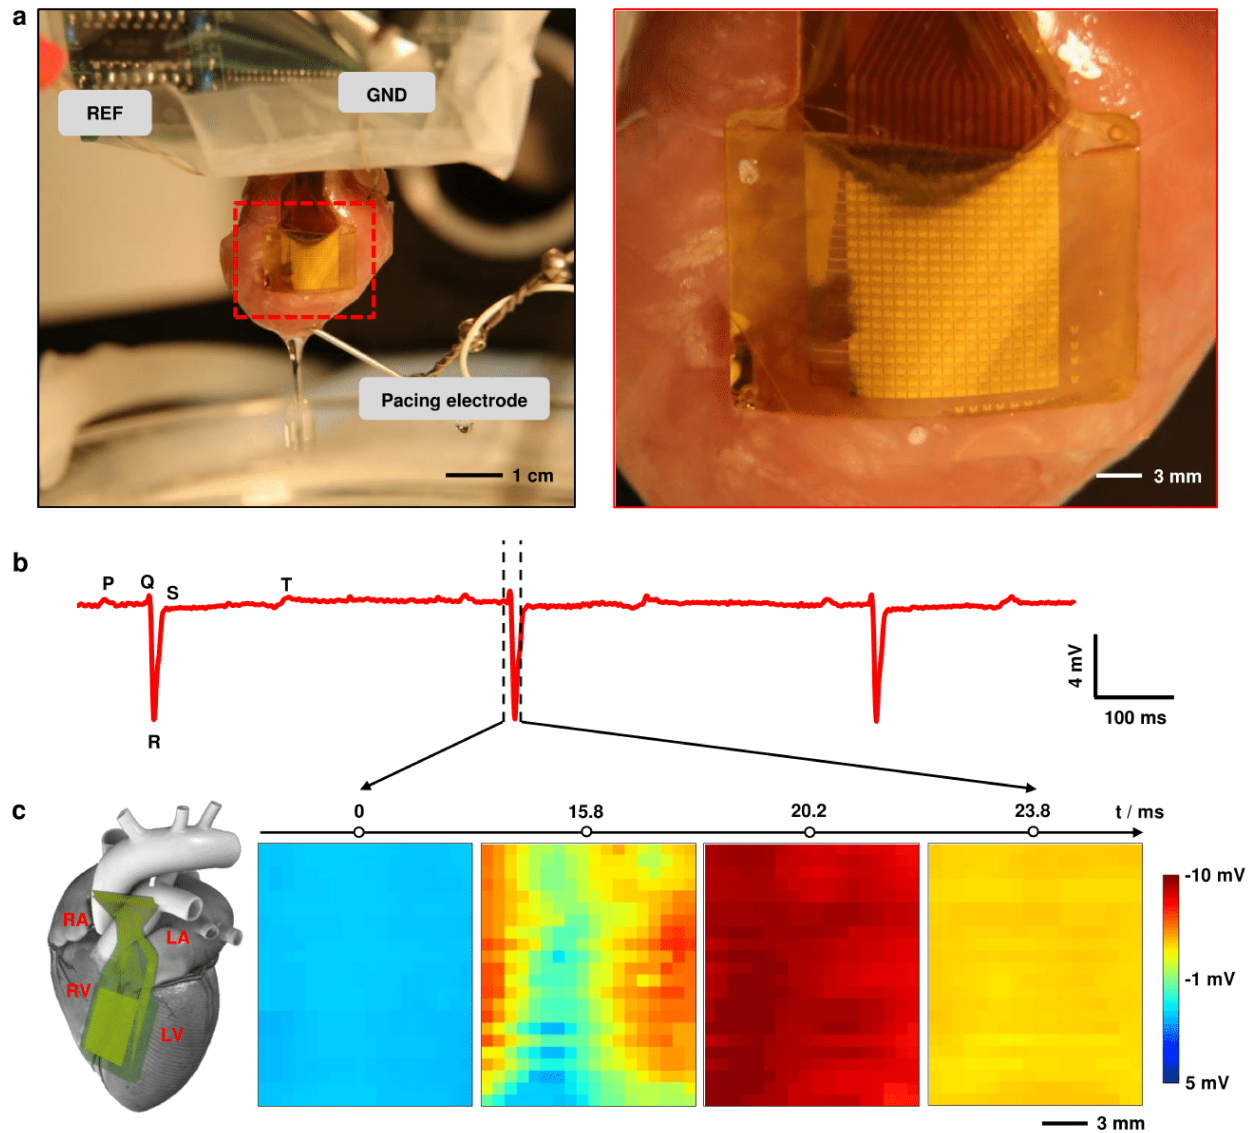 a
REF
GND
Pacing electrode
1 cm
3 mm
b
P
Q
S
T
R
4 mV
100 ms
c
0
15.8
20.2
23.8
t / ms
RA
LA
RV
LV
-10 mV
-1 mV
5 mV
3 mm